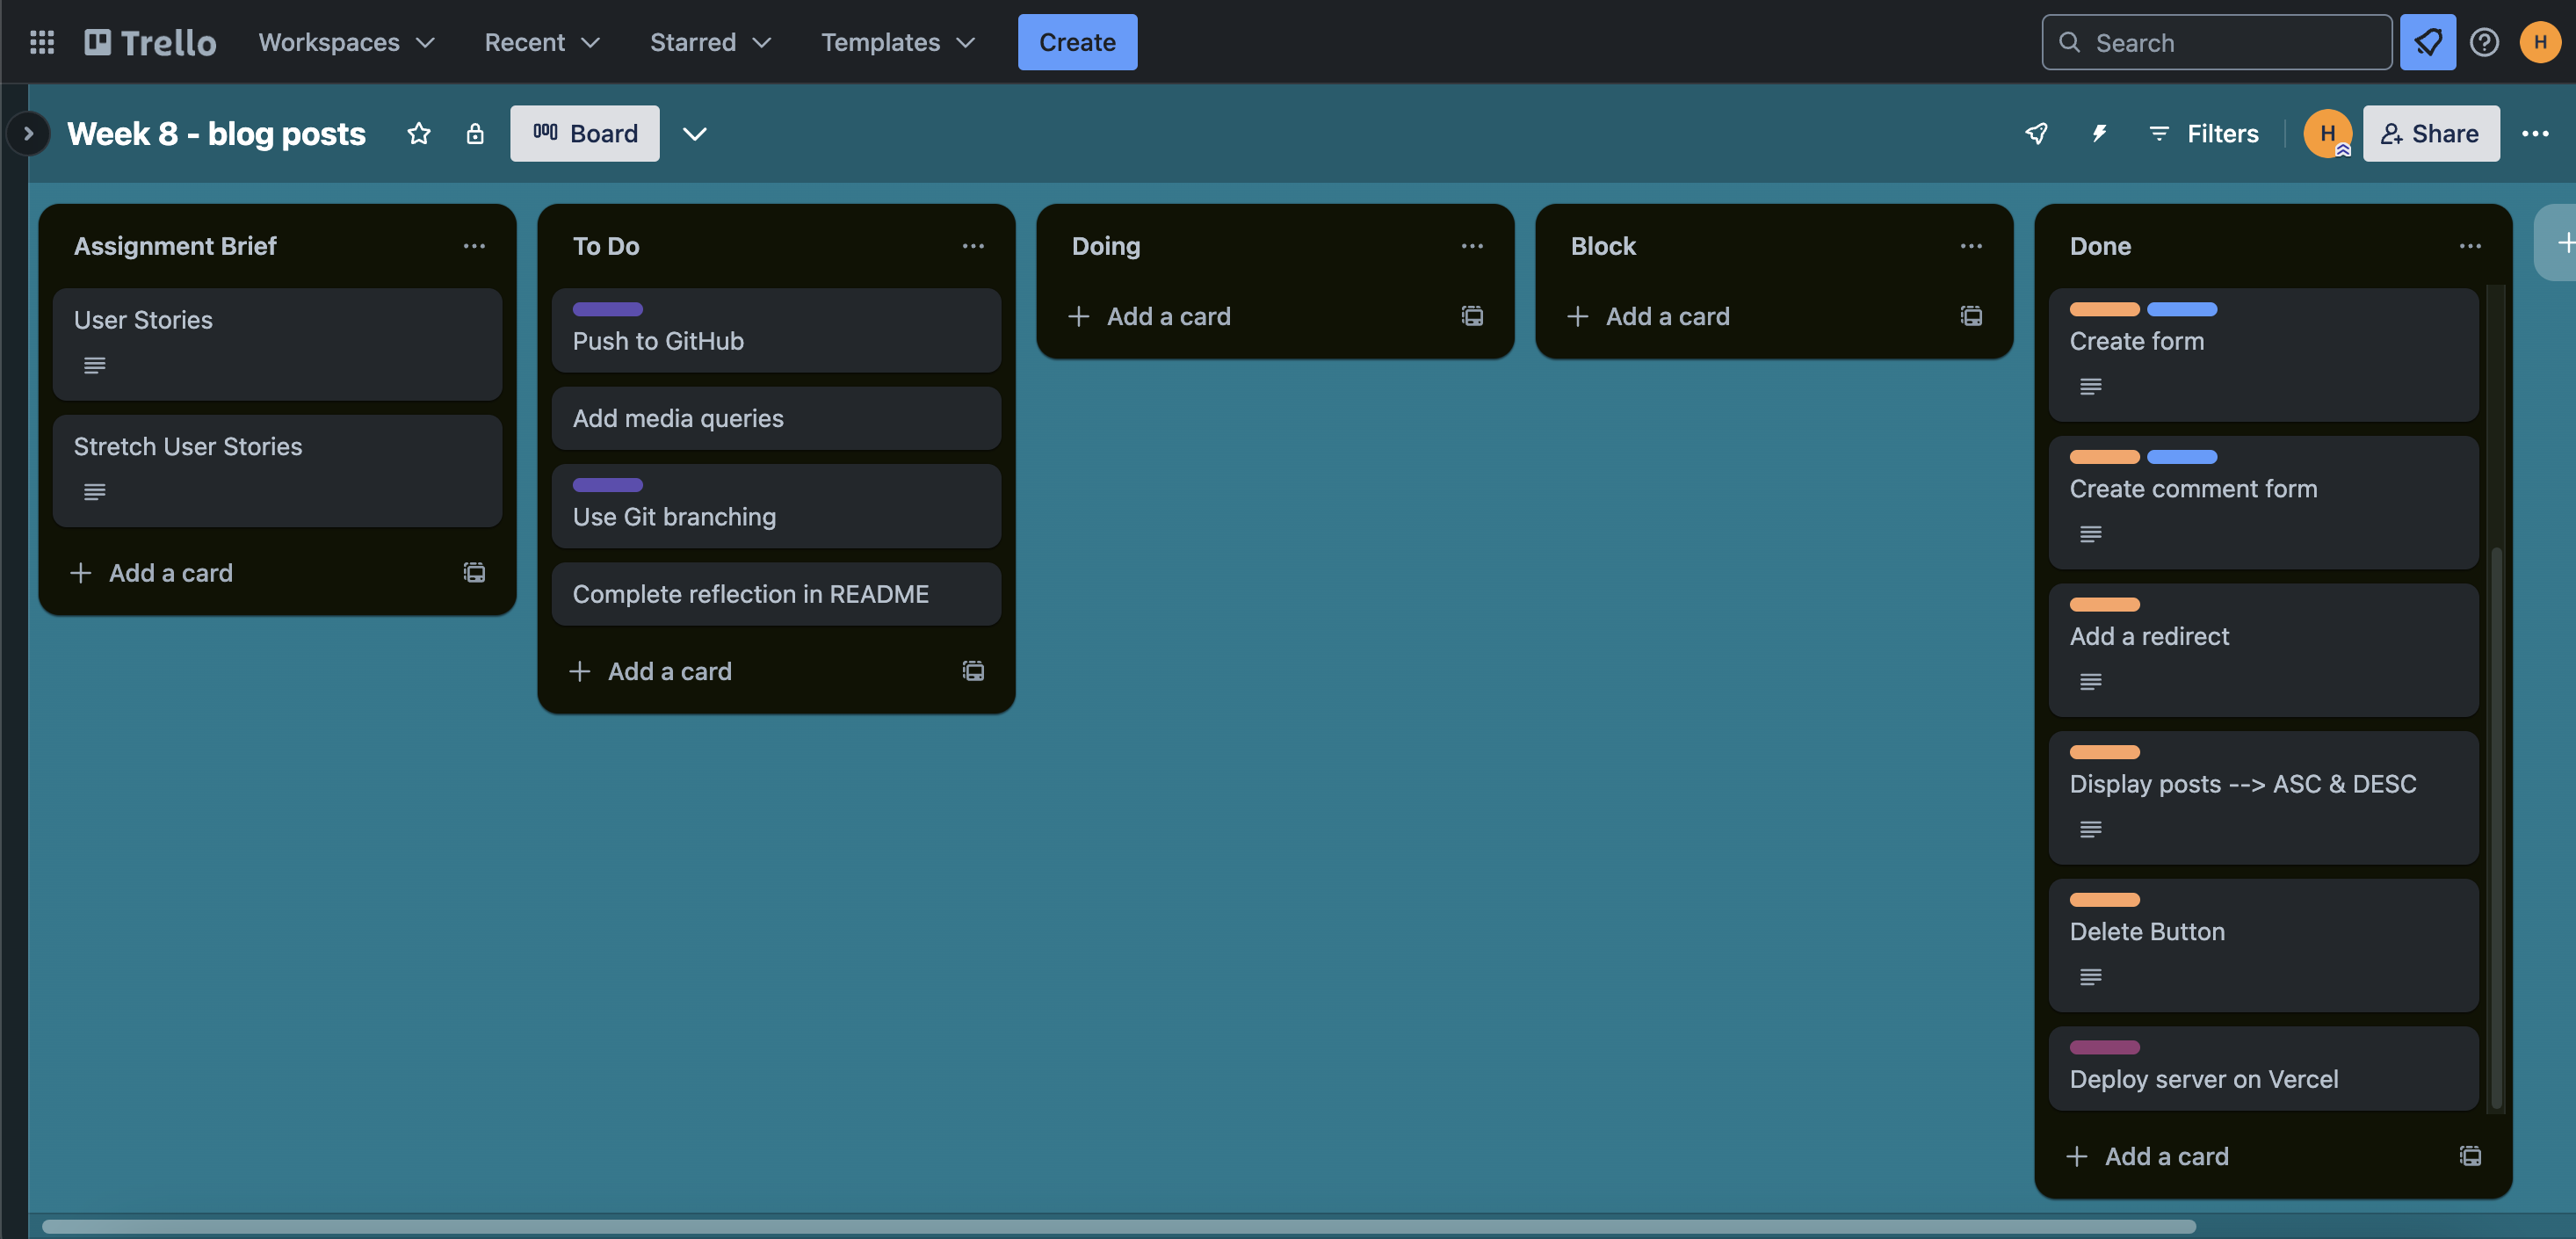 Trello
Workspaces
Recent
Starred
Templates
Create
Search
H
Week 8 - blog posts
Board
Filters
H
Share
Assignment Brief
User Stories
Stretch User Stories
Add a card
To Do
Push to GitHub
Add media queries
Use Git branching
Complete reflection in README
Add a card
Doing
Add a card
Block
Add a card
Done
Create form
Create comment form
Add a redirect
Display posts --> ASC & DESC
Delete Button
Deploy server on Vercel
Add a card